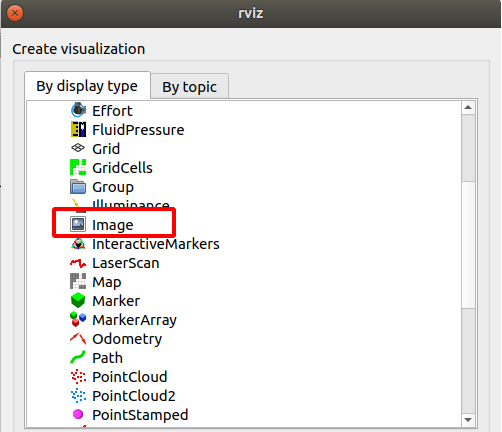 rviz
Create visualization
By display type
By topic
Effort
FluidPressure
Grid
GridCells
Group
Illuminance
Image
InteractiveMarkers
LaserScan
Map
Marker
MarkerArray
Odometry
Path
PointCloud
PointCloud2
PointStamped